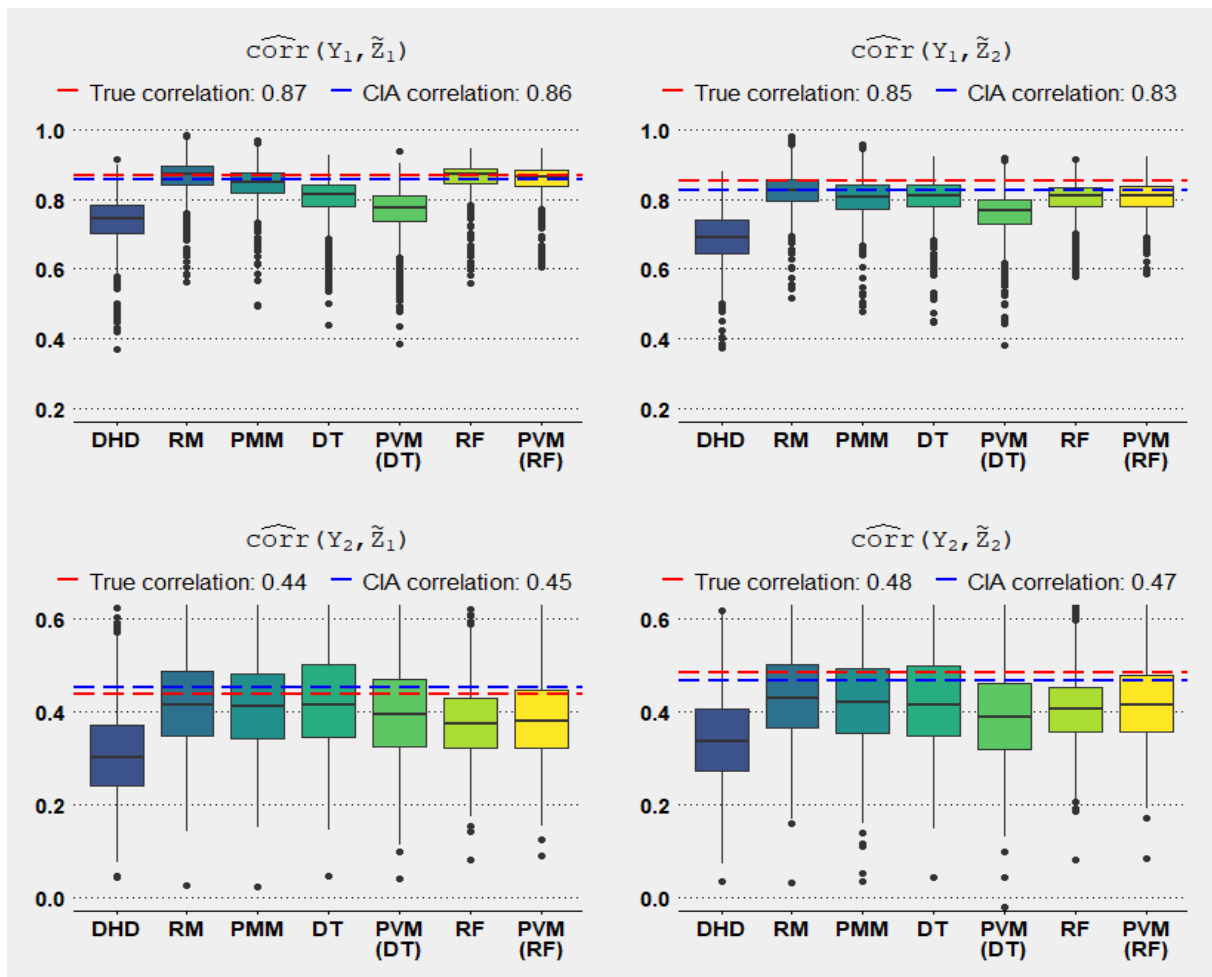 corr(Y₁, Z̃₁)
True correlation: 0.87 CIA correlation: 0.86
1.0
0.8
0.6
0.4
0.2
DHD RM PMM DT PVM (DT) RF PVM (RF)
corr(Y₁, Z̃₂)
True correlation: 0.85 CIA correlation: 0.83
1.0
0.8
0.6
0.4
0.2
DHD RM PMM DT PVM (DT) RF PVM (RF)
corr(Y₂, Z̃₁)
True correlation: 0.44 CIA correlation: 0.45
0.6
0.4
0.2
0.0
DHD RM PMM DT PVM (DT) RF PVM (RF)
corr(Y₂, Z̃₂)
True correlation: 0.48 CIA correlation: 0.47
0.6
0.4
0.2
0.0
DHD RM PMM DT PVM (DT) RF PVM (RF)